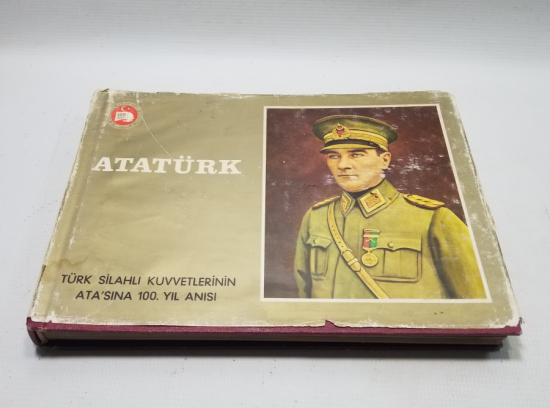 ATATÜRK
TÜRK SİLAHLI KUVVETLERİNİN
ATA'SINA 100. YIL ANISI